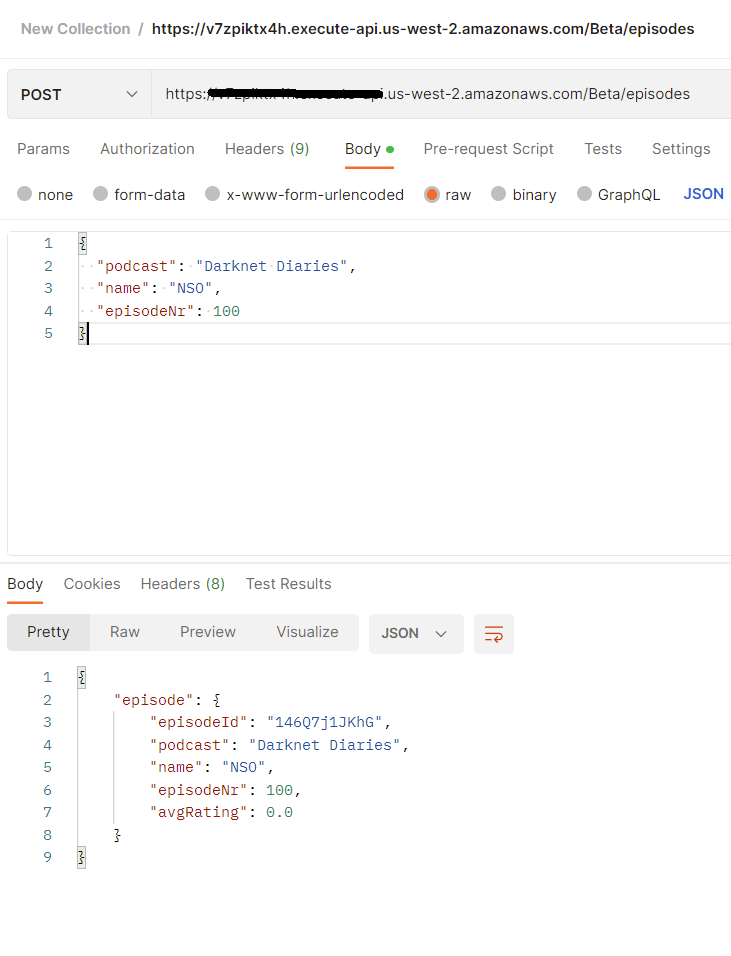 New Collection / https://v7zpiktx4h.execute-api.us-west-2.amazonaws.com/Beta/episodes
POST https:/ .us-west-2.amazonaws.com/Beta/episodes
Params Authorization Headers (9) Body Pre-request Script Tests Settings
none form-data x-www-form-urlencoded raw binary GraphQL JSON
1 {
2 "podcast": "Darknet Diaries",
3 "name": "NSO",
4 "episodeNr": 100
5 }
Body Cookies Headers (8) Test Results
Pretty Raw Preview Visualize JSON
1 {
2 "episode": {
3 "episodeId": "146Q7j1JKhG",
4 "podcast": "Darknet Diaries",
5 "name": "NSO",
6 "episodeNr": 100,
7 "avgRating": 0.0
8 }
9 }